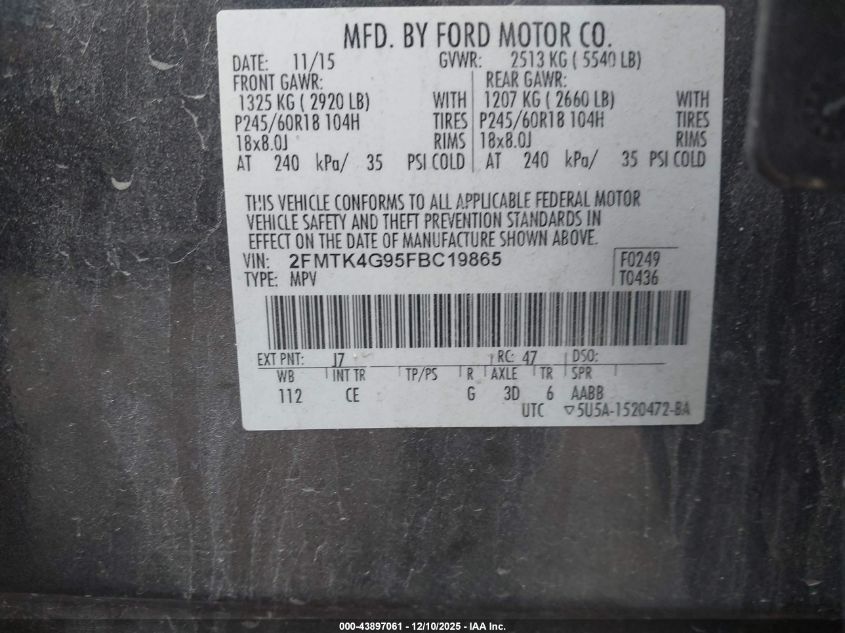 MFD. BY FORD MOTOR CO.
DATE: 11/15 GVWR: 2513 KG ( 5540 LB)
FRONT GAWR: REAR GAWR:
1325 KG ( 2920 LB) WITH 1207 KG ( 2660 LB) WITH
P245/60R18 104H TIRES P245/60R18 104H TIRES
18x8.0J RIMS 18x8.0J RIMS
AT 240 kPa/ 35 PSI COLD AT 240 kPa/ 35 PSI COLD
THIS VEHICLE CONFORMS TO ALL APPLICABLE FEDERAL MOTOR
VEHICLE SAFETY AND THEFT PREVENTION STANDARDS IN
EFFECT ON THE DATE OF MANUFACTURE SHOWN ABOVE.
VIN: 2FMTK4G95FBC19865 F0249
TYPE: MPV T0436
EXT PNT: J7 RC: 47 DSO:
WB INT TR TP/PS R AXLE TR SPR
112 CE G 3D 6 AABB
UTC ▽5U5A-1520472-BA
000-43897061 - 12/10/2025 - IAA Inc.